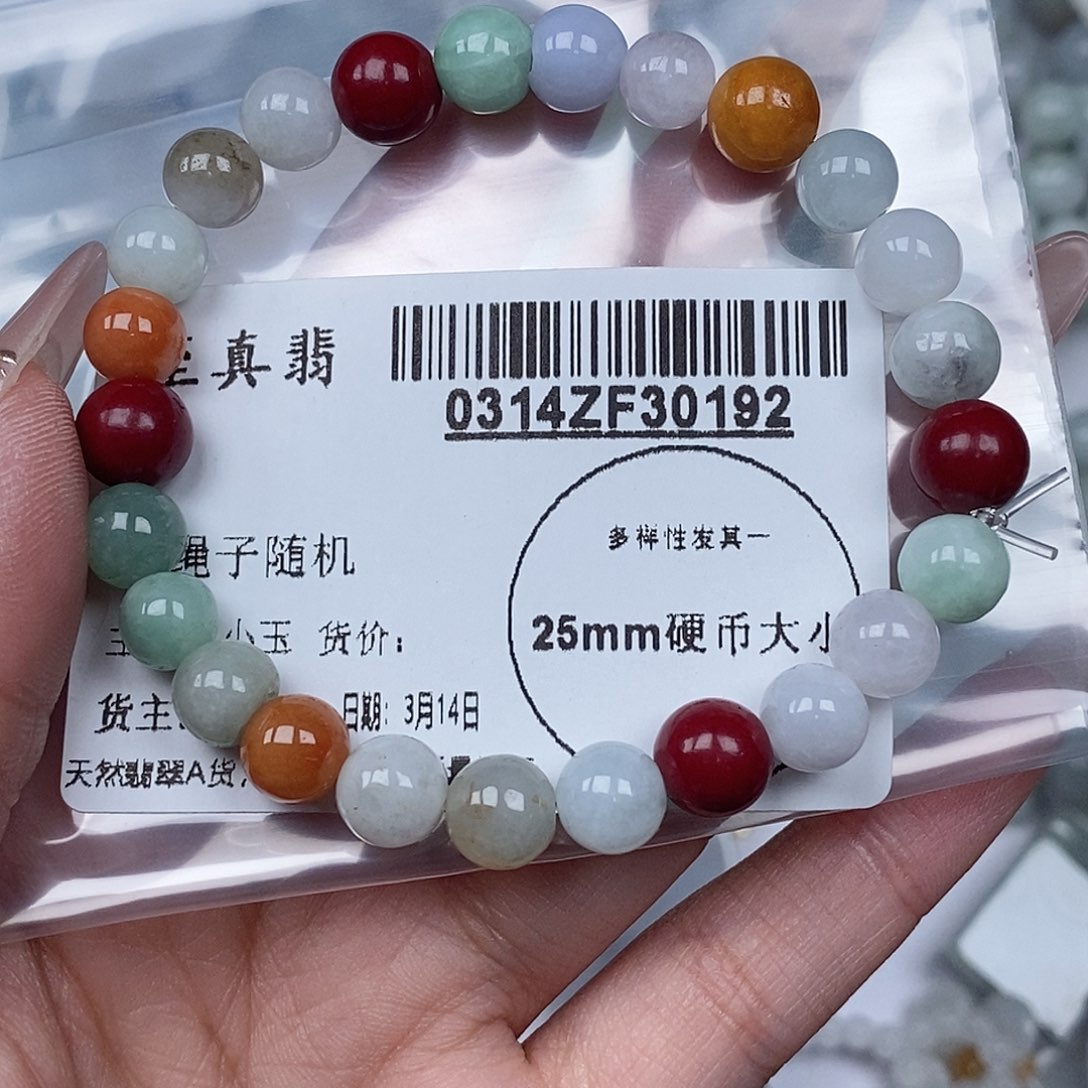 至真翡
0314ZF30192
多样性发其一
绳子随机
25mm硬币大小
小玉 货价：
货主： 日期：3月14日
天然翡翠A货，